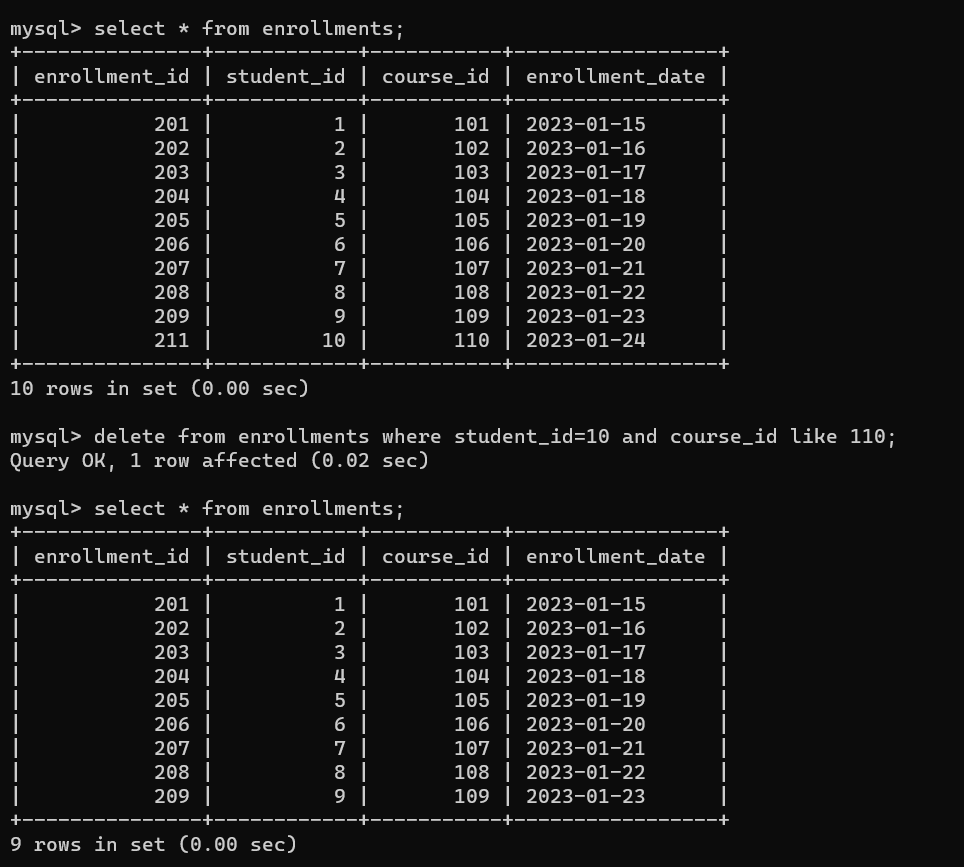 mysql> select * from enrollments;
+---------------+------------+-----------+-----------------+
| enrollment_id | student_id | course_id | enrollment_date |
+---------------+------------+-----------+-----------------+
|           201 |          1 |       101 | 2023-01-15      |
|           202 |          2 |       102 | 2023-01-16      |
|           203 |          3 |       103 | 2023-01-17      |
|           204 |          4 |       104 | 2023-01-18      |
|           205 |          5 |       105 | 2023-01-19      |
|           206 |          6 |       106 | 2023-01-20      |
|           207 |          7 |       107 | 2023-01-21      |
|           208 |          8 |       108 | 2023-01-22      |
|           209 |          9 |       109 | 2023-01-23      |
|           211 |         10 |       110 | 2023-01-24      |
+---------------+------------+-----------+-----------------+
10 rows in set (0.00 sec)

mysql> delete from enrollments where student_id=10 and course_id like 110;
Query OK, 1 row affected (0.02 sec)

mysql> select * from enrollments;
+---------------+------------+-----------+-----------------+
| enrollment_id | student_id | course_id | enrollment_date |
+---------------+------------+-----------+-----------------+
|           201 |          1 |       101 | 2023-01-15      |
|           202 |          2 |       102 | 2023-01-16      |
|           203 |          3 |       103 | 2023-01-17      |
|           204 |          4 |       104 | 2023-01-18      |
|           205 |          5 |       105 | 2023-01-19      |
|           206 |          6 |       106 | 2023-01-20      |
|           207 |          7 |       107 | 2023-01-21      |
|           208 |          8 |       108 | 2023-01-22      |
|           209 |          9 |       109 | 2023-01-23      |
+---------------+------------+-----------+-----------------+
9 rows in set (0.00 sec)